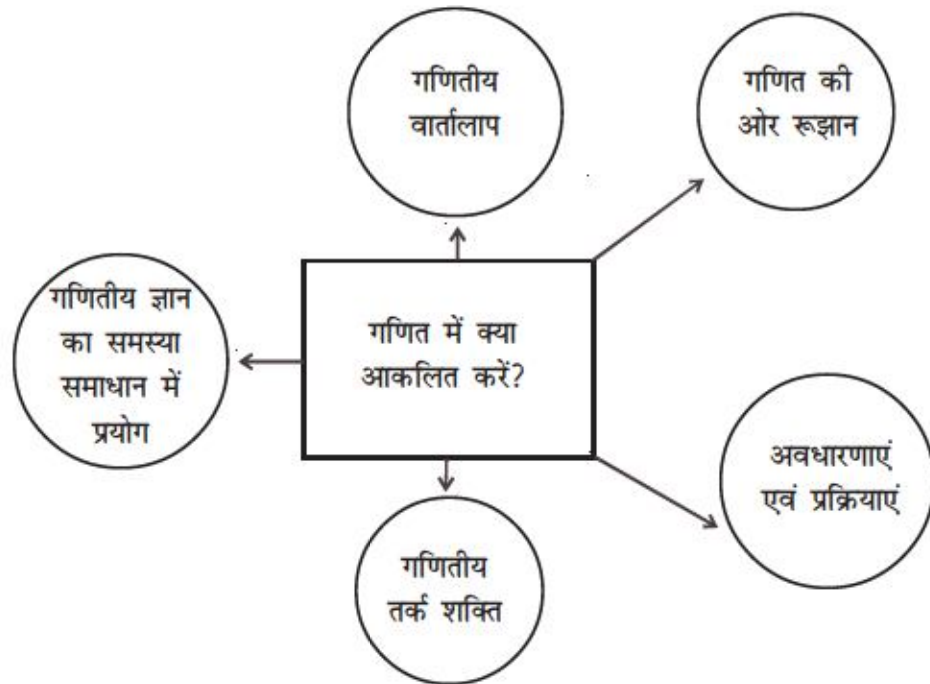 गणितीय
वार्तालाप
गणित की
ओर रूझान
गणितीय ज्ञान
का समस्या
समाधान में
प्रयोग
गणित में क्या
आकलित करें?
अवधारणाएं
एवं प्रक्रियाएं
गणितीय
तर्क शक्ति